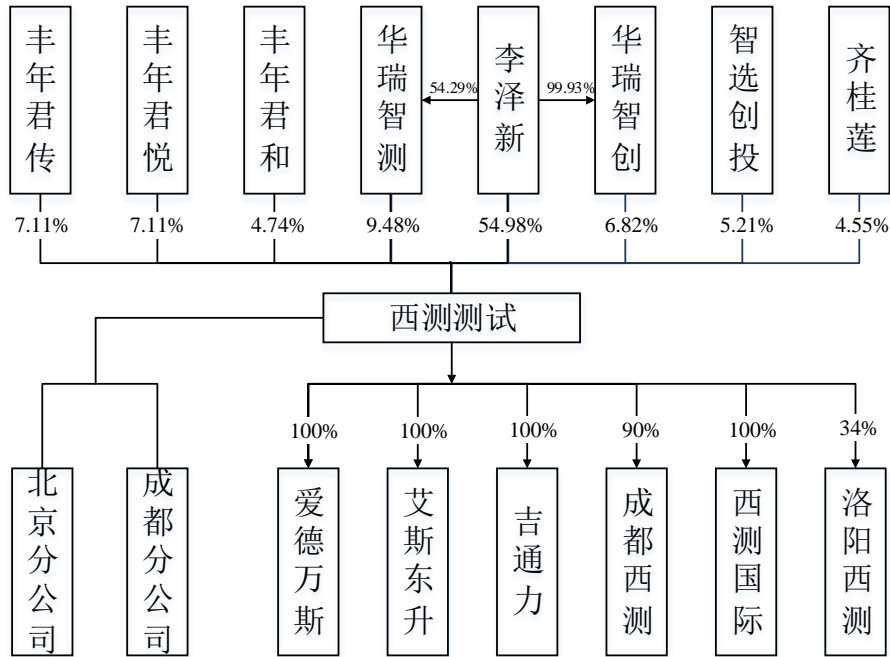 丰年君传
丰年君悦
丰年君和
华瑞智测
54.29%
李泽新
99.93%
华瑞智创
智选创投
齐桂莲
7.11%
7.11%
4.74%
9.48%
54.98%
6.82%
5.21%
4.55%
西测测试
100%
100%
100%
90%
100%
34%
北京分公司
成都分公司
爱德万斯
艾斯东升
吉通力
成都西测
西测国际
洛阳西测